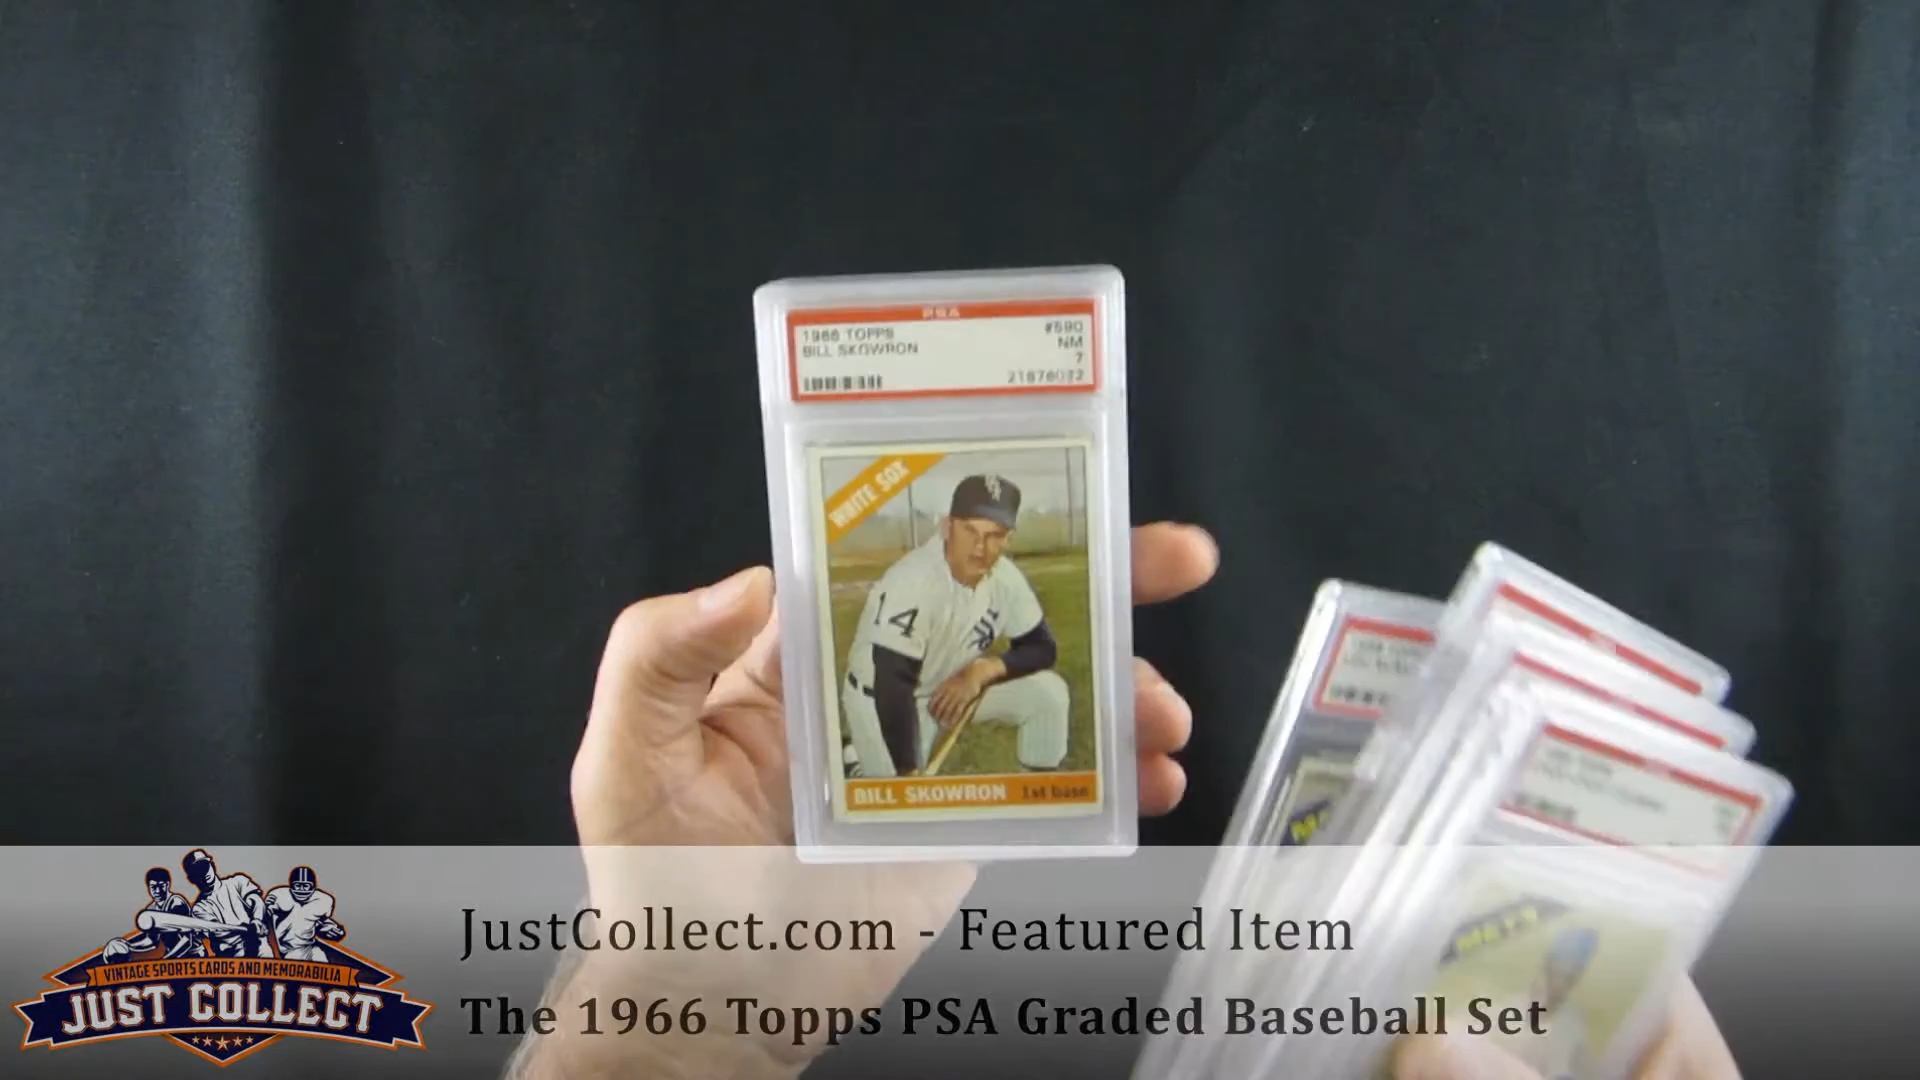 PSA
1966 TOPPS #590
BILL SKOWRON NM
7
WHITE SOX
14
BILL SKOWRON 1st base
METS
VINTAGE SPORTS CARDS AND MEMORABILIA
JUST COLLECT
JustCollect.com - Featured Item
The 1966 Topps PSA Graded Baseball Set